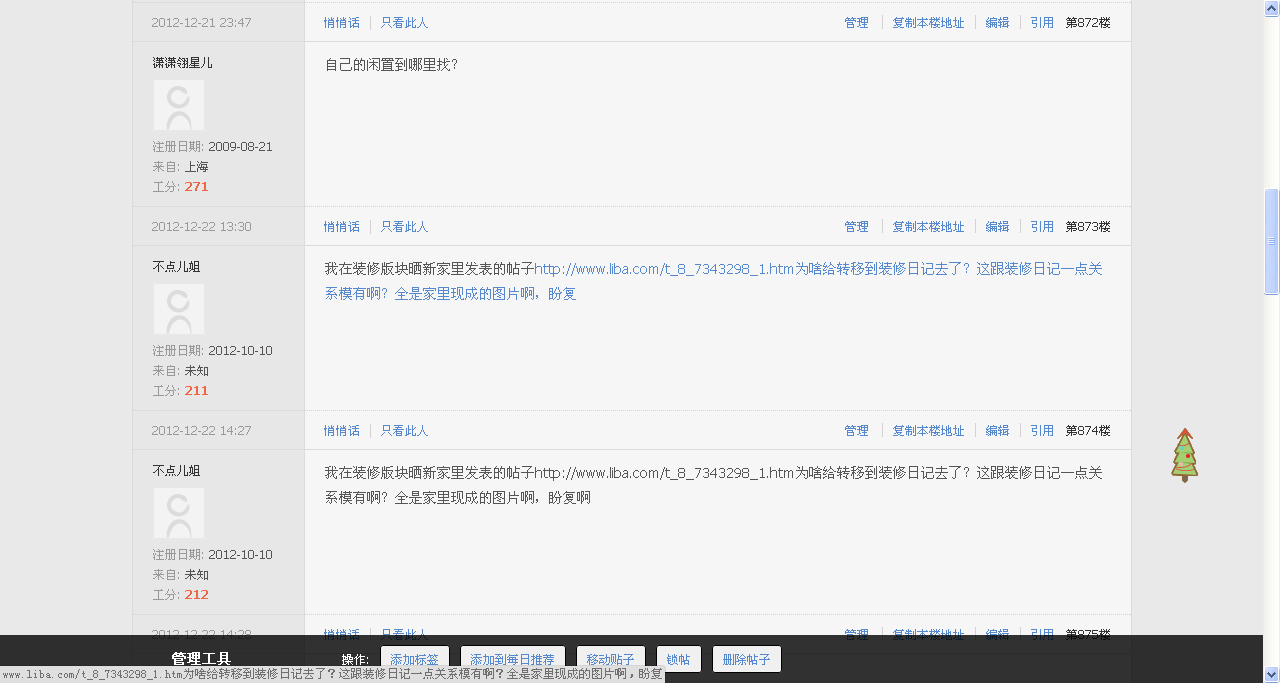 2012-12-21 23:47 悄悄话 只看此人 管理 复制本楼地址 编辑 引用 第872楼
潇潇翎星儿
自己的闲置到哪里找?
注册日期: 2009-08-21
来自: 上海
工分: 271
2012-12-22 13:30 悄悄话 只看此人 管理 复制本楼地址 编辑 引用 第873楼
不点儿姐
我在装修版块晒新家里发表的帖子http://www.liba.com/t_8_7343298_1.htm为啥给转移到装修日记去了？这跟装修日记一点关
系模有啊？全是家里现成的图片啊，盼复
注册日期: 2012-10-10
来自: 未知
工分: 211
2012-12-22 14:27 悄悄话 只看此人 管理 复制本楼地址 编辑 引用 第874楼
不点儿姐
我在装修版块晒新家里发表的帖子http://www.liba.com/t_8_7343298_1.htm为啥给转移到装修日记去了？这跟装修日记一点关
系模有啊？全是家里现成的图片啊，盼复啊
注册日期: 2012-10-10
来自: 未知
工分: 212
2012-12-22 14:28 悄悄话 只看此人 管理 复制本楼地址 编辑 引用 第875楼
管理工具 操作: 添加标签 添加到每日推荐 移动贴子 锁帖 删除帖子
www.liba.com/t_8_7343298_1.htm为啥给转移到装修日记去了？这跟装修日记一点关系模有啊？全是家里现成的图片啊，盼复